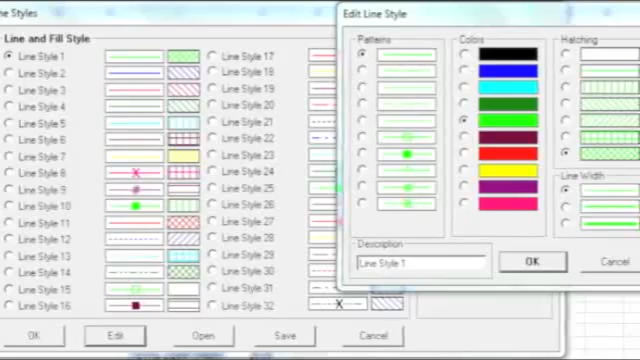 ne Styles
Line and Fill Style
Line Style 1
Line Style 2
Line Style 3
Line Style 4
Line Style 5
Line Style 6
Line Style 7
Line Style 8
Line Style 9
Line Style 10
Line Style 11
Line Style 12
Line Style 13
Line Style 14
Line Style 15
Line Style 16
Line Style 17
Line Style 18
Line Style 19
Line Style 20
Line Style 21
Line Style 22
Line Style 23
Line Style 24
Line Style 25
Line Style 26
Line Style 27
Line Style 28
Line Style 29
Line Style 30
Line Style 31
Line Style 32
OK
Edit
Open
Save
Cancel
Edit Line Style
Patterns
Colors
Hatching
Line Width
Description
Line Style 1
OK
Cancel